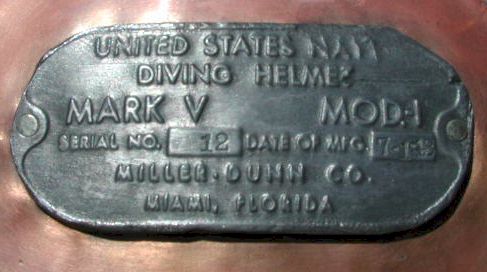 UNITED STATES NAVY
DIVING HELMET
MARK V MOD-1
SERIAL NO. 12 DATE OF MFG.
MILLER-DUNN CO.
MIAMI, FLORIDA